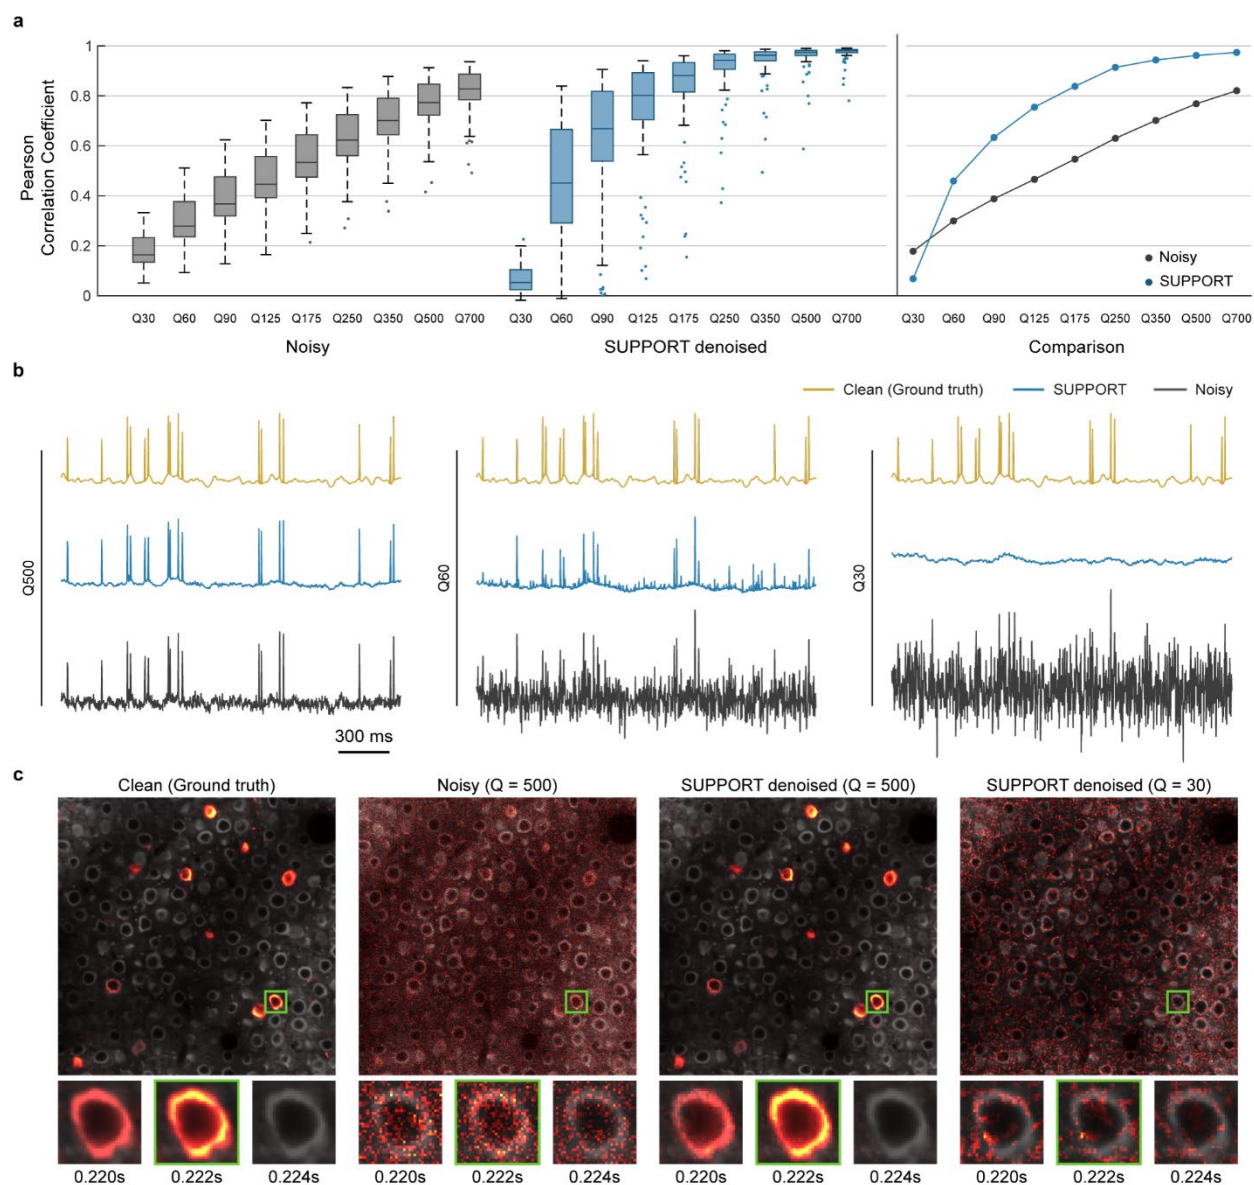 a
Pearson
Correlation Coefficient
1
0.8
0.6
0.4
0.2
0
Q30 Q60 Q90 Q125 Q175 Q250 Q350 Q500 Q700
Noisy
Q30 Q60 Q90 Q125 Q175 Q250 Q350 Q500 Q700
SUPPORT denoised
Noisy
SUPPORT
Q30 Q60 Q90 Q125 Q175 Q250 Q350 Q500 Q700
Comparison
b
Clean (Ground truth) SUPPORT Noisy
Q500
Q60
Q30
300 ms
c
Clean (Ground truth)
0.220s 0.222s 0.224s
Noisy (Q = 500)
0.220s 0.222s 0.224s
SUPPORT denoised (Q = 500)
0.220s 0.222s 0.224s
SUPPORT denoised (Q = 30)
0.220s 0.222s 0.224s